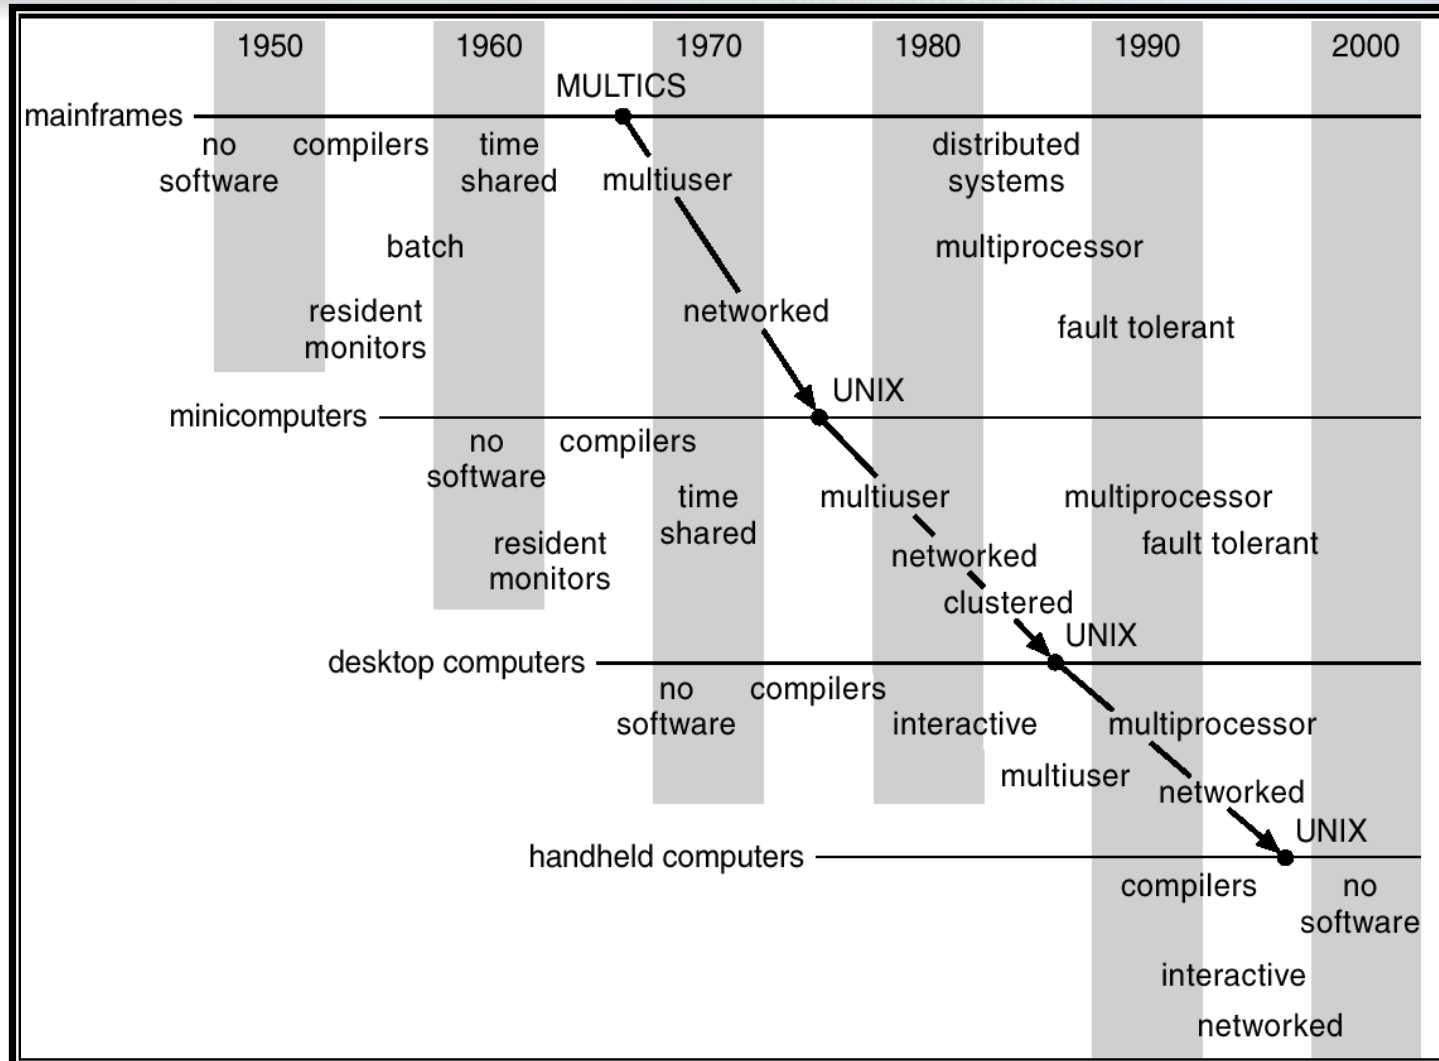 1950 1960 1970 1980 1990 2000
MULTICS
mainframes
no compilers time distributed
software shared multiuser systems
batch multiprocessor
resident networked fault tolerant
monitors
UNIX
minicomputers
no compilers
software
time multiuser multiprocessor
shared
resident networked fault tolerant
monitors
clustered
UNIX
desktop computers
no compilers
software interactive multiprocessor
multiuser
networked
UNIX
handheld computers
compilers no
software
interactive
networked